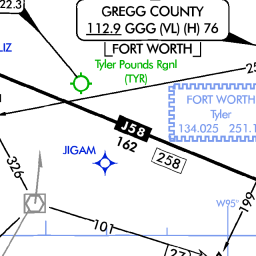 22.3
GREGG COUNTY
112.9 GGG (VL) (H) 76
FORT WORTH
LIZ
Tyler Pounds Rgnl
(TYR)
25
FORT WORTH
Tyler
134.025 251.1
J58
162
258
JIGAM
326
199
W95°
101